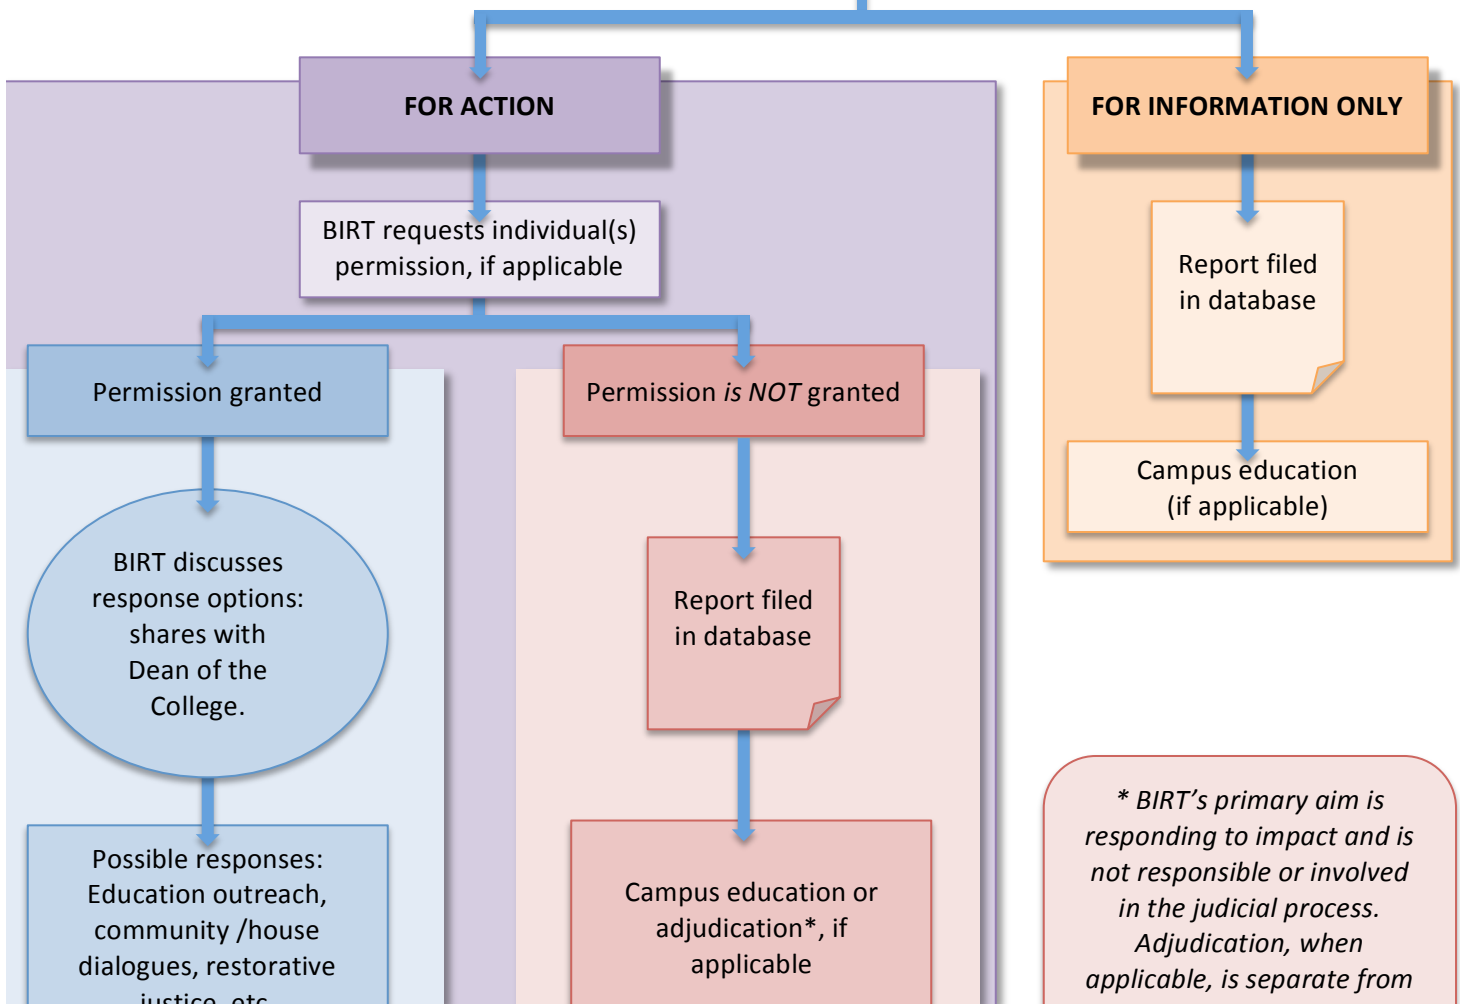 FOR ACTION
FOR INFORMATION ONLY
BIRT requests individual(s)
permission, if applicable
Report filed
in database
Permission granted
Permission is NOT granted
Campus education
(if applicable)
BIRT discusses
response options:
shares with
Dean of the
College.
Report filed
in database
Possible responses:
Education outreach,
community /house
dialogues, restorative
justice, etc
Campus education or
adjudication*, if
applicable
* BIRT’s primary aim is
responding to impact and is
not responsible or involved
in the judicial process.
Adjudication, when
applicable, is separate from